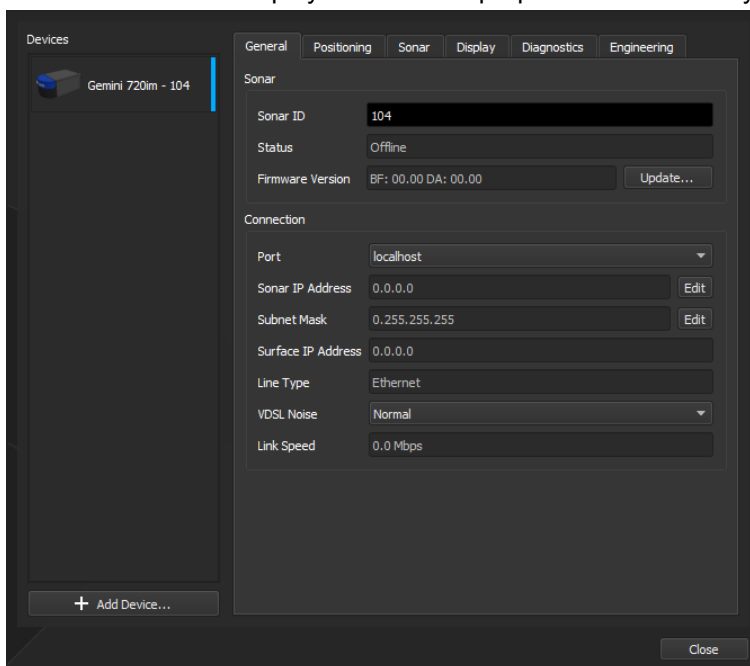 Devices
Gemini 720im - 104
+ Add Device...
General Positioning Sonar Display Diagnostics Engineering
Sonar
Sonar ID 104
Status Offline
Firmware Version BF: 00.00 DA: 00.00 Update...
Connection
Port localhost
Sonar IP Address 0.0.0.0 Edit
Subnet Mask 0.255.255.255 Edit
Surface IP Address 0.0.0.0
Line Type Ethernet
VDSL Noise Normal
Link Speed 0.0 Mbps
Close